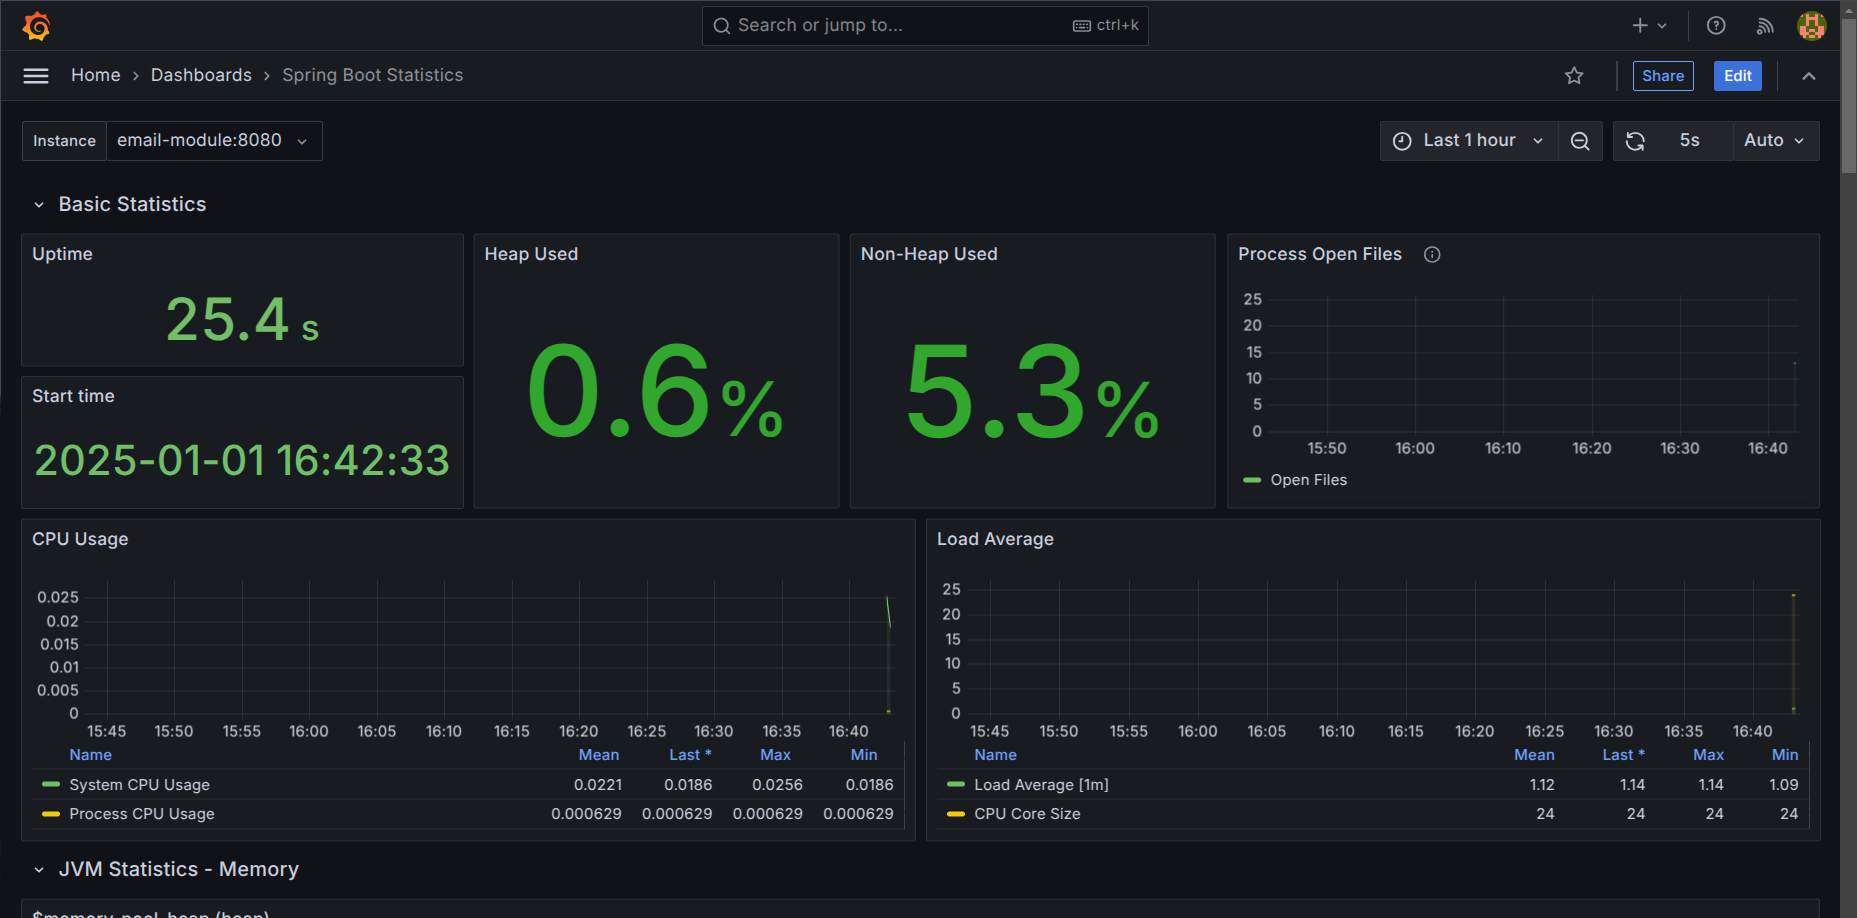 Search or jump to... ctrl+k
Home › Dashboards › Spring Boot Statistics
Share Edit
Instance email-module:8080
Last 1 hour 5s Auto
Basic Statistics
Uptime
25.4 s
Start time
2025-01-01 16:42:33
Heap Used
0.6%
Non-Heap Used
5.3%
Process Open Files
25
20
15
10
5
0
15:50 16:00 16:10 16:20 16:30 16:40
Open Files
CPU Usage
0.025
0.02
0.015
0.01
0.005
0
15:45 15:50 15:55 16:00 16:05 16:10 16:15 16:20 16:25 16:30 16:35 16:40
Name Mean Last * Max Min
System CPU Usage 0.0221 0.0186 0.0256 0.0186
Process CPU Usage 0.000629 0.000629 0.000629 0.000629
Load Average
25
20
15
10
5
0
15:45 15:50 15:55 16:00 16:05 16:10 16:15 16:20 16:25 16:30 16:35 16:40
Name Mean Last * Max Min
Load Average [1m] 1.12 1.14 1.14 1.09
CPU Core Size 24 24 24 24
JVM Statistics - Memory
$memory_pool_heap (heap)